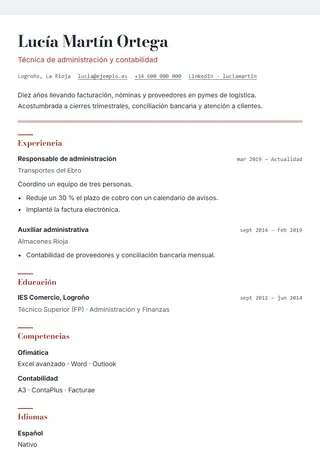 Lucía Martín Ortega
Técnica de administración y contabilidad
Logroño, La Rioja lucia@ejemplo.es +34 600 000 000 LinkedIn · luciamartin
Diez años llevando facturación, nóminas y proveedores en pymes de logística.
Acostumbrada a cierres trimestrales, conciliación bancaria y atención a clientes.
Experiencia
Responsable de administración mar 2019 – Actualidad
Transportes del Ebro
Coordino un equipo de tres personas.
• Reduje un 30 % el plazo de cobro con un calendario de avisos.
• Implanté la factura electrónica.
Auxiliar administrativa sept 2014 – feb 2019
Almacenes Rioja
• Contabilidad de proveedores y conciliación bancaria mensual.
Educación
IES Comercio, Logroño sept 2012 – jun 2014
Técnico Superior (FP) · Administración y Finanzas
Competencias
Ofimática
Excel avanzado · Word · Outlook
Contabilidad
A3 · ContaPlus · Facturae
Idiomas
Español
Nativo